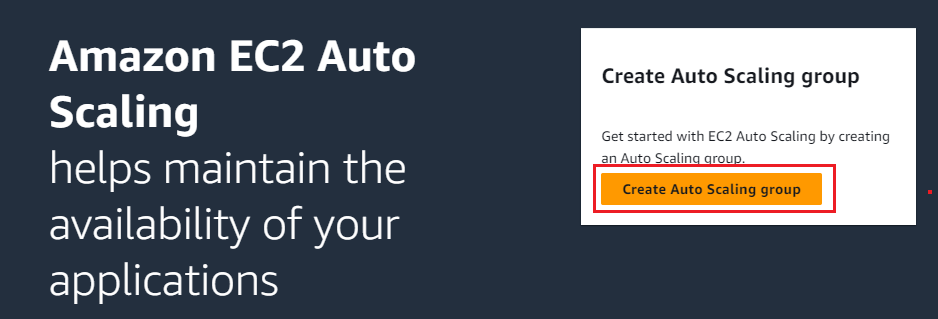 Amazon EC2 Auto
Scaling
helps maintain the
availability of your
applications
Create Auto Scaling group
Get started with EC2 Auto Scaling by creating
an Auto Scaling group.
Create Auto Scaling group